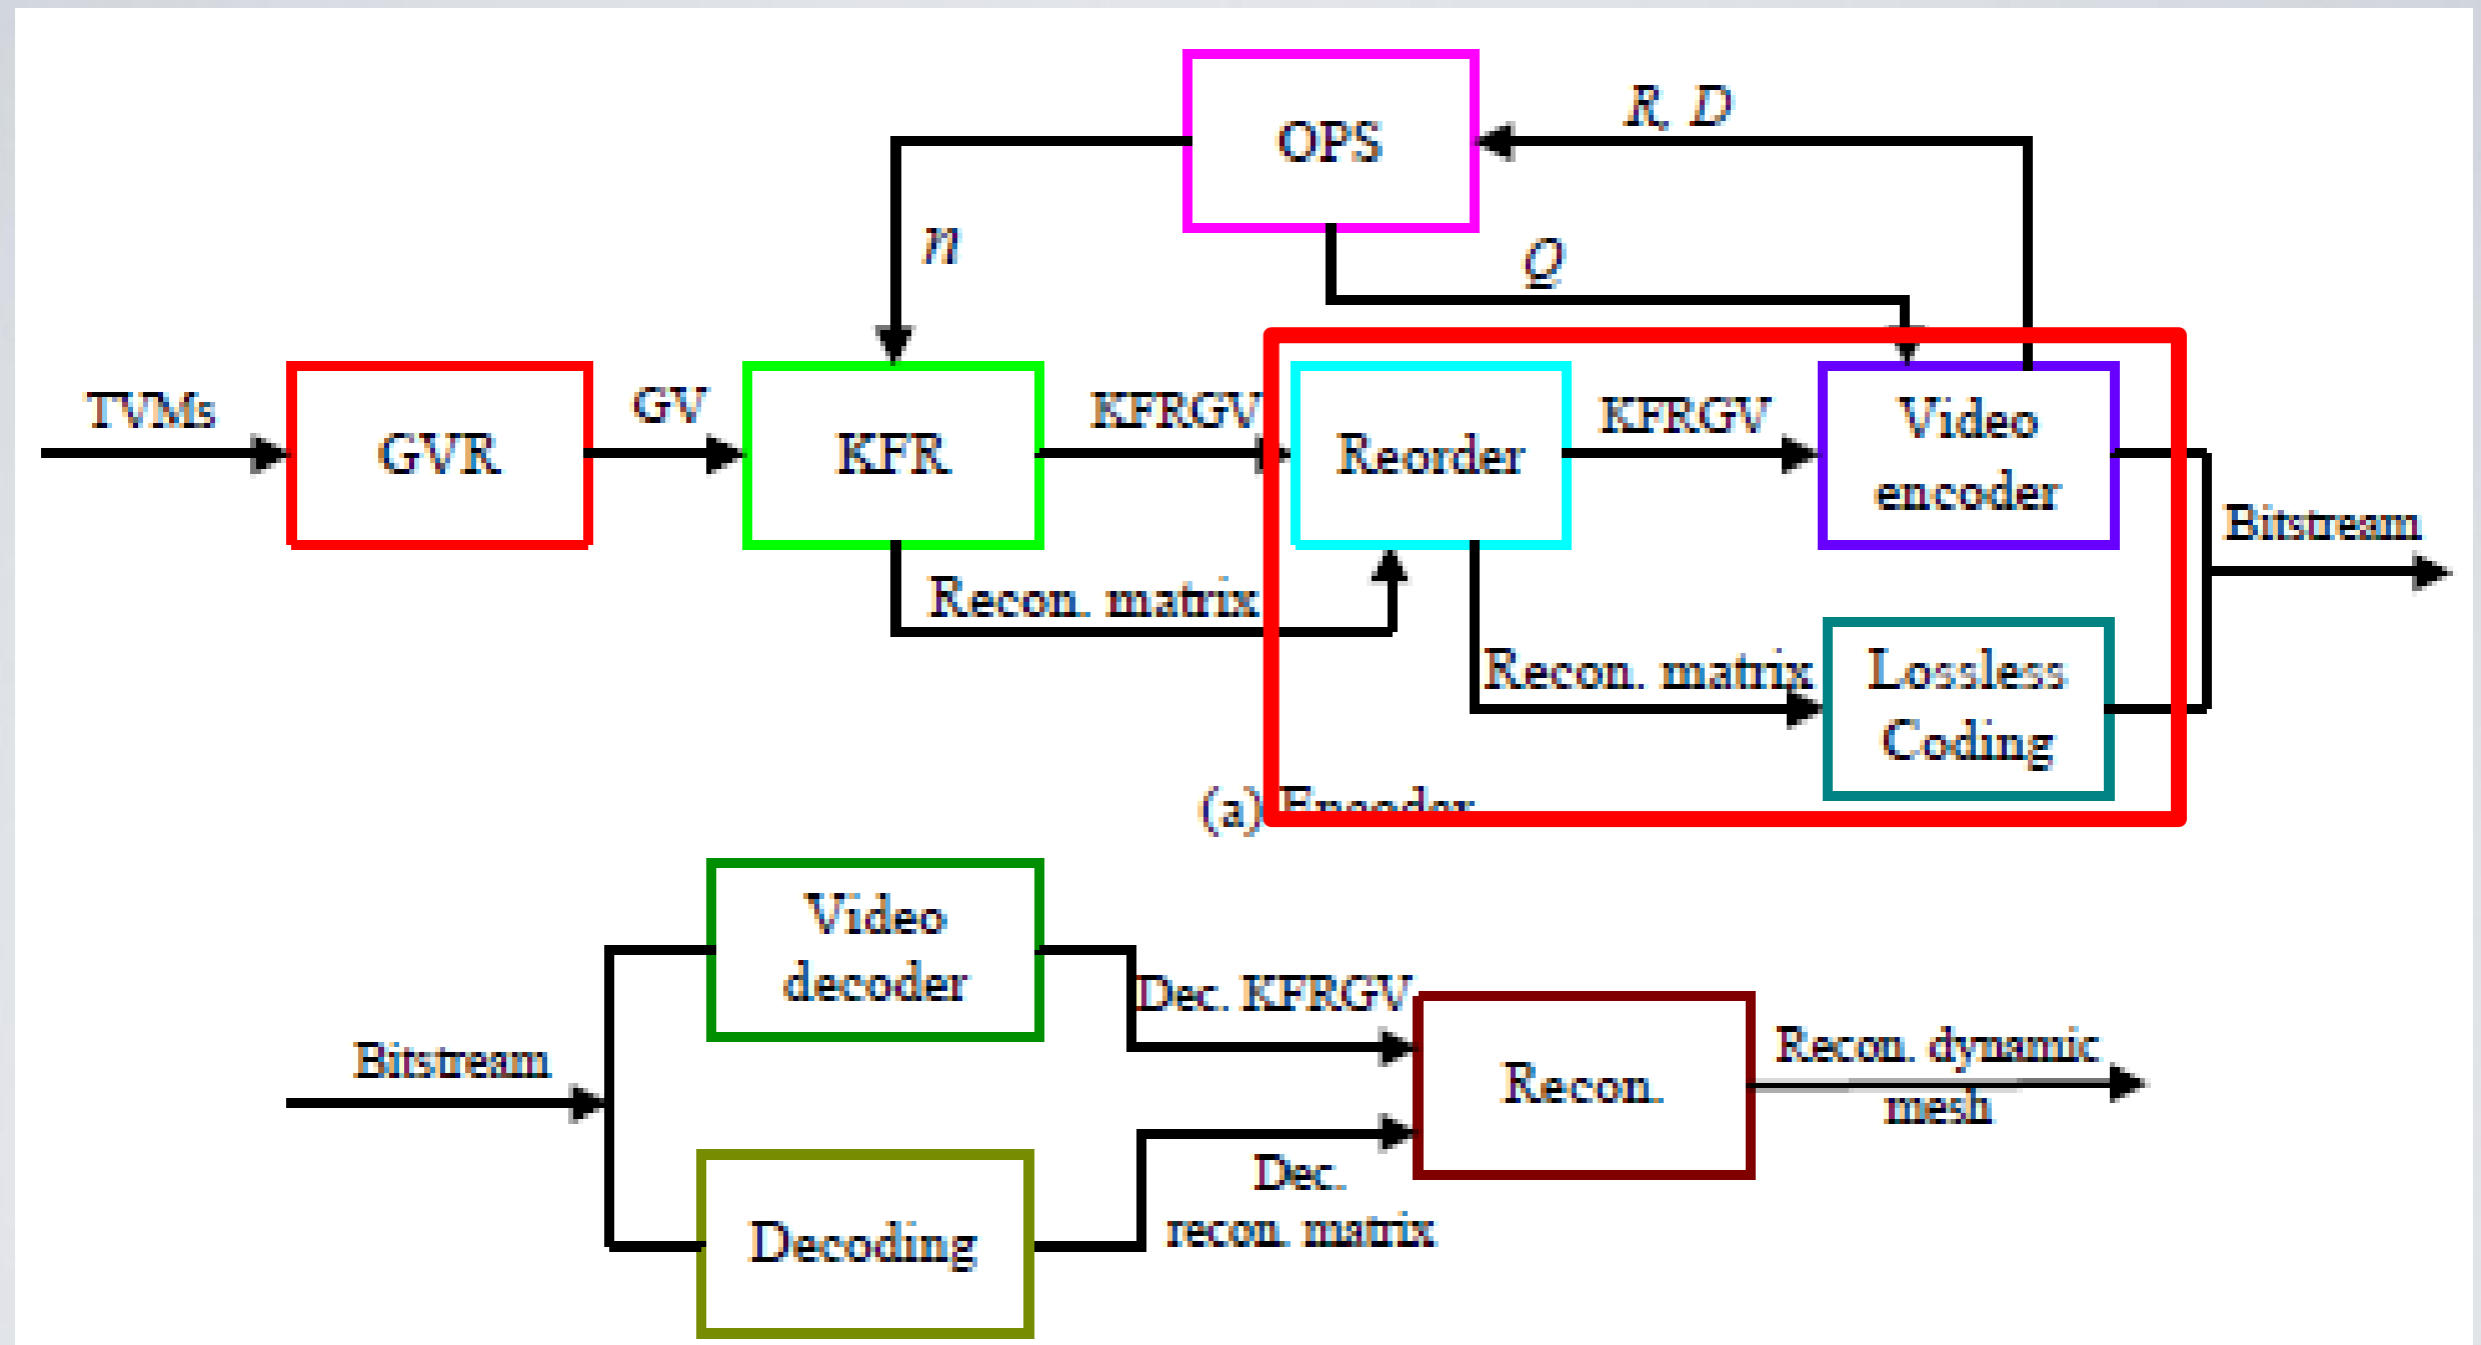 OPS
R, D
n
Q
TVMs
GVR
GV
KFR
KFRGV
Reorder
KFRGV
Video
encoder
Bitstream
Recon. matrix
Recon. matrix
Lossless
Coding
(a) Encoder
Video
decoder
Dec. KFRGV
Bitstream
Recon.
Recon. dynamic
mesh
Dec.
recon. matrix
Decoding